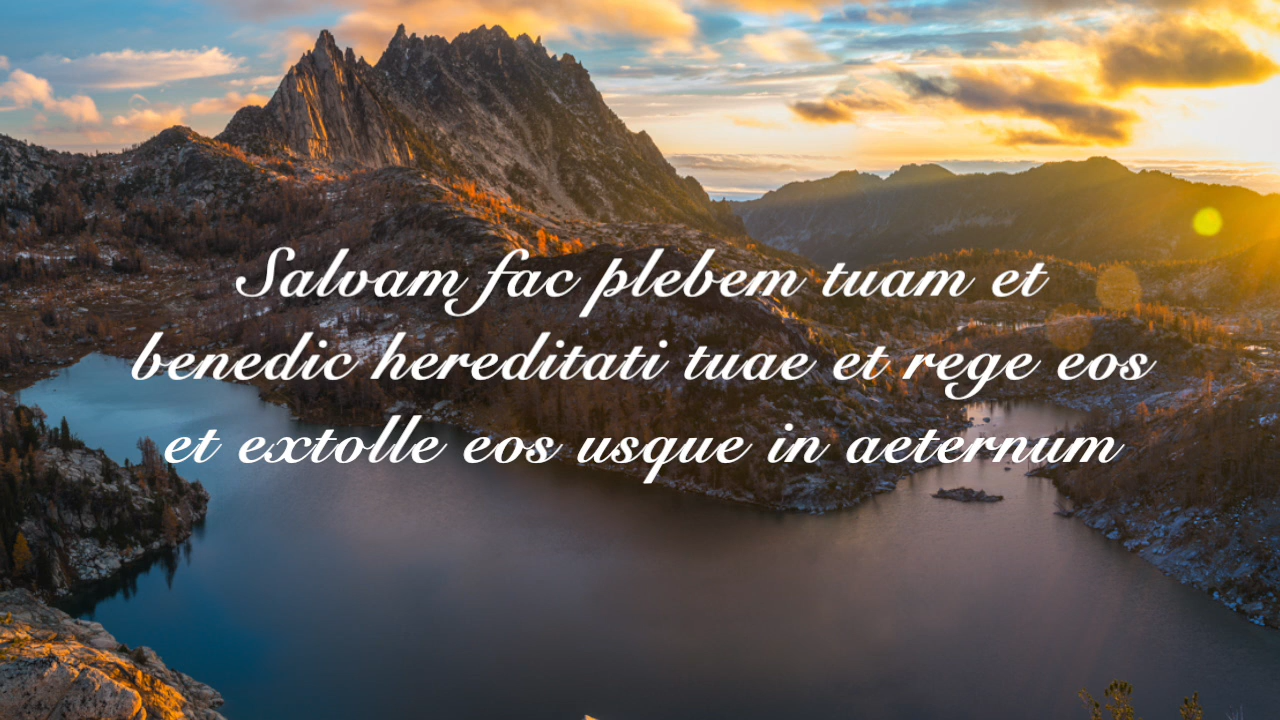 Salvam fac plebem tuam et
benedic hereditati tuae et rege eos
et extolle eos usque in aeternum